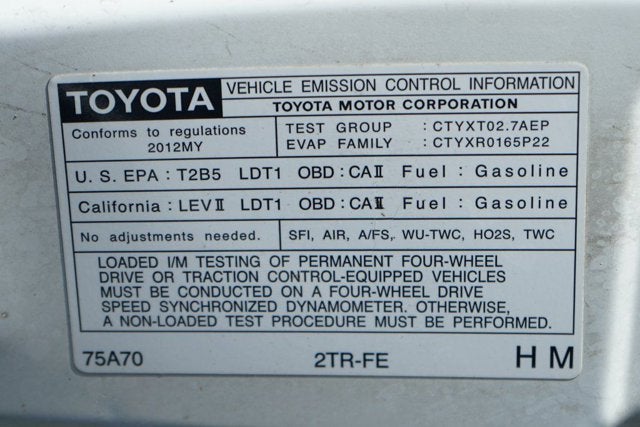 TOYOTA VEHICLE EMISSION CONTROL INFORMATION
TOYOTA MOTOR CORPORATION
Conforms to regulations
2012MY
TEST GROUP : CTYXT02.7AEP
EVAP FAMILY : CTYXR0165P22
U. S. EPA : T2B5 LDT1 OBD : CAⅡ Fuel : Gasoline
California : LEVⅡ LDT1 OBD : CAⅡ Fuel : Gasoline
No adjustments needed. SFI, AIR, A/FS, WU-TWC, HO2S, TWC
LOADED I/M TESTING OF PERMANENT FOUR-WHEEL
DRIVE OR TRACTION CONTROL-EQUIPPED VEHICLES
MUST BE CONDUCTED ON A FOUR-WHEEL DRIVE
SPEED SYNCHRONIZED DYNAMOMETER. OTHERWISE,
A NON-LOADED TEST PROCEDURE MUST BE PERFORMED.
75A70 2TR-FE H M